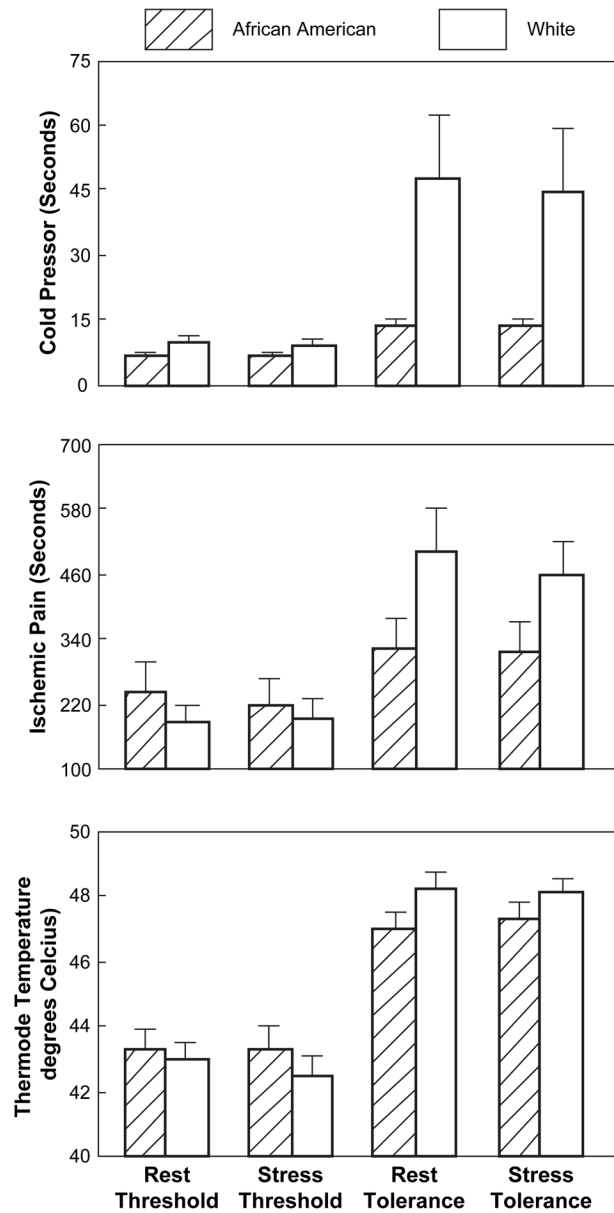 African American
White
Cold Pressor (Seconds)
75
60
45
30
15
0
Ischemic Pain (Seconds)
700
580
460
340
220
100
Thermode Temperature
degrees Celcius)
50
48
46
44
42
40
Rest
Threshold
Stress
Threshold
Rest
Tolerance
Stress
Tolerance